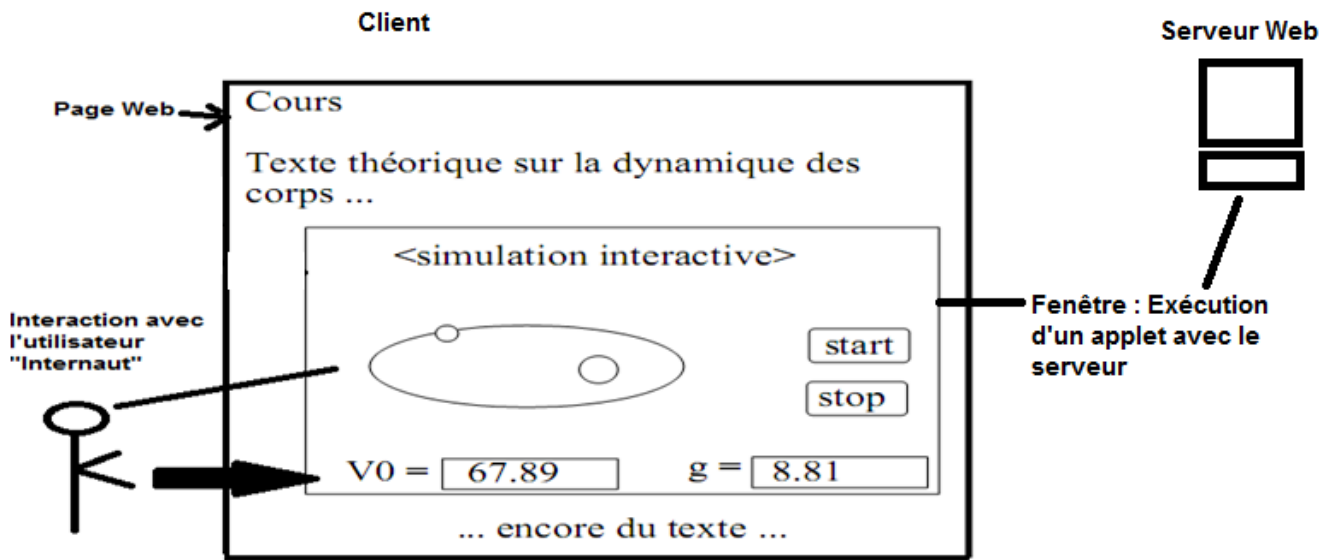 Client
Serveur Web
Page Web
Cours
Texte théorique sur la dynamique des
corps ...
<simulation interactive>
Interaction avec
l'utilisateur
"Internaut"
start
stop
Fenêtre : Exécution
d'un applet avec le
serveur
V0 = 67.89 g = 8.81
... encore du texte ...